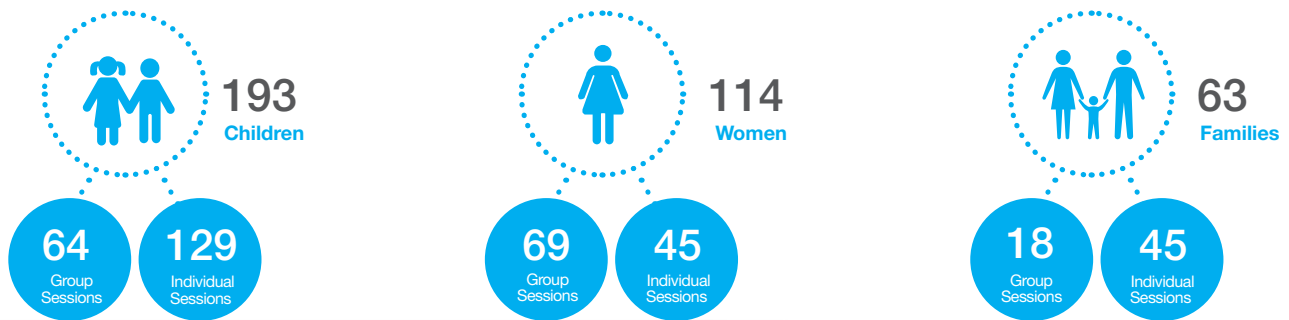 193
Children
64
Group
Sessions
129
Individual
Sessions
114
Women
69
Group
Sessions
45
Individual
Sessions
63
Families
18
Group
Sessions
45
Individual
Sessions